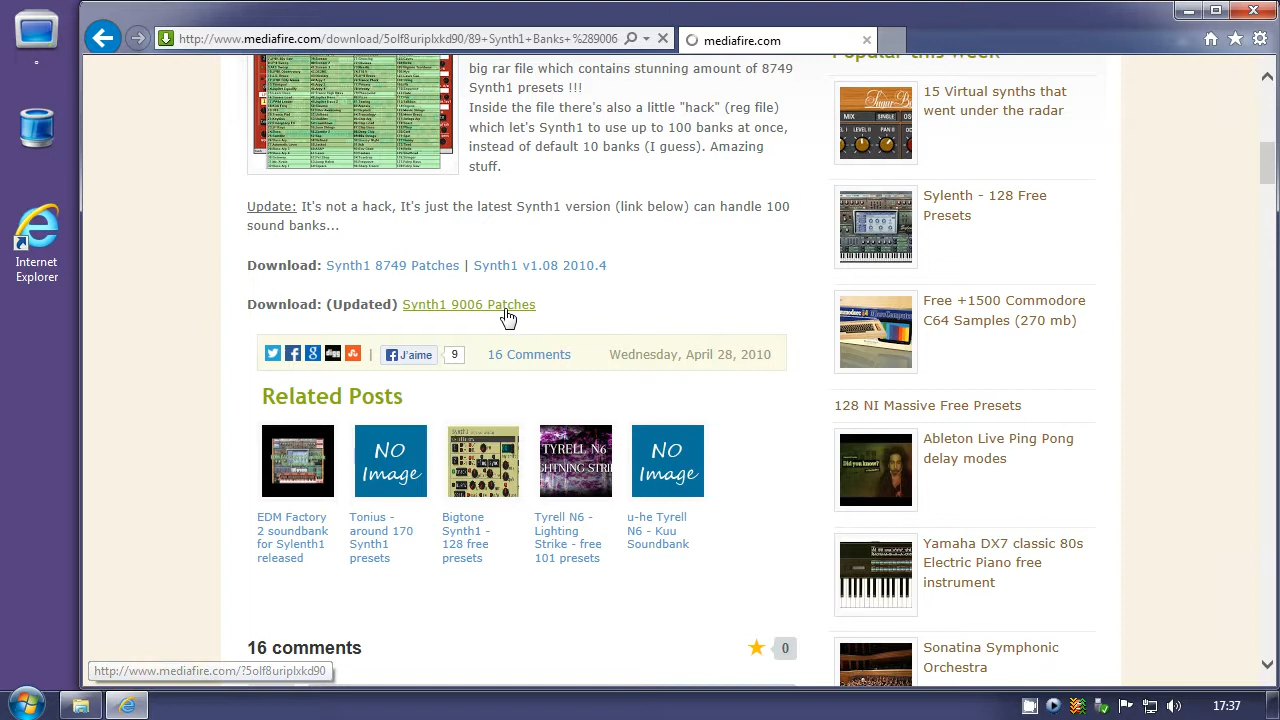 http://www.mediafire.com/download/5olf8uriplxkd90/89+Synth1+Banks+%289006
mediafire.com
big rar file which contains stunning amount of 8749
Synth1 presets !!!
Inside the file there's also a little "hack" (reg file)
which let's Synth1 to use up to 100 banks at once,
instead of default 10 banks (I guess). Amazing
stuff.
Update: It's not a hack, It's just the latest Synth1 version (link below) can handle 100
sound banks...
Download: Synth1 8749 Patches | Synth1 v1.08 2010.4
Download: (Updated) Synth1 9006 Patches
| J'aime 9 16 Comments Wednesday, April 28, 2010
Related Posts
NO
Image
TYRELL N6
NO
Image
EDM Factory
2 soundbank
for Sylenth1
released
Tonius -
around 170
Synth1
presets
Bigtone
Synth1 -
128 free
presets
Tyrell N6 -
Lighting
Strike - free
101 presets
u-he Tyrell
N6 - Kuu
Soundbank
16 comments
0
Popular this week
15 Virtual synths that
went under the radar
Sylenth - 128 Free
Presets
Free +1500 Commodore
C64 Samples (270 mb)
128 NI Massive Free Presets
Did you know?
Ableton Live Ping Pong
delay modes
Yamaha DX7 classic 80s
Electric Piano free
instrument
Sonatina Symphonic
Orchestra
Internet
Explorer
http://www.mediafire.com/?5olf8uriplxkd90
17:37